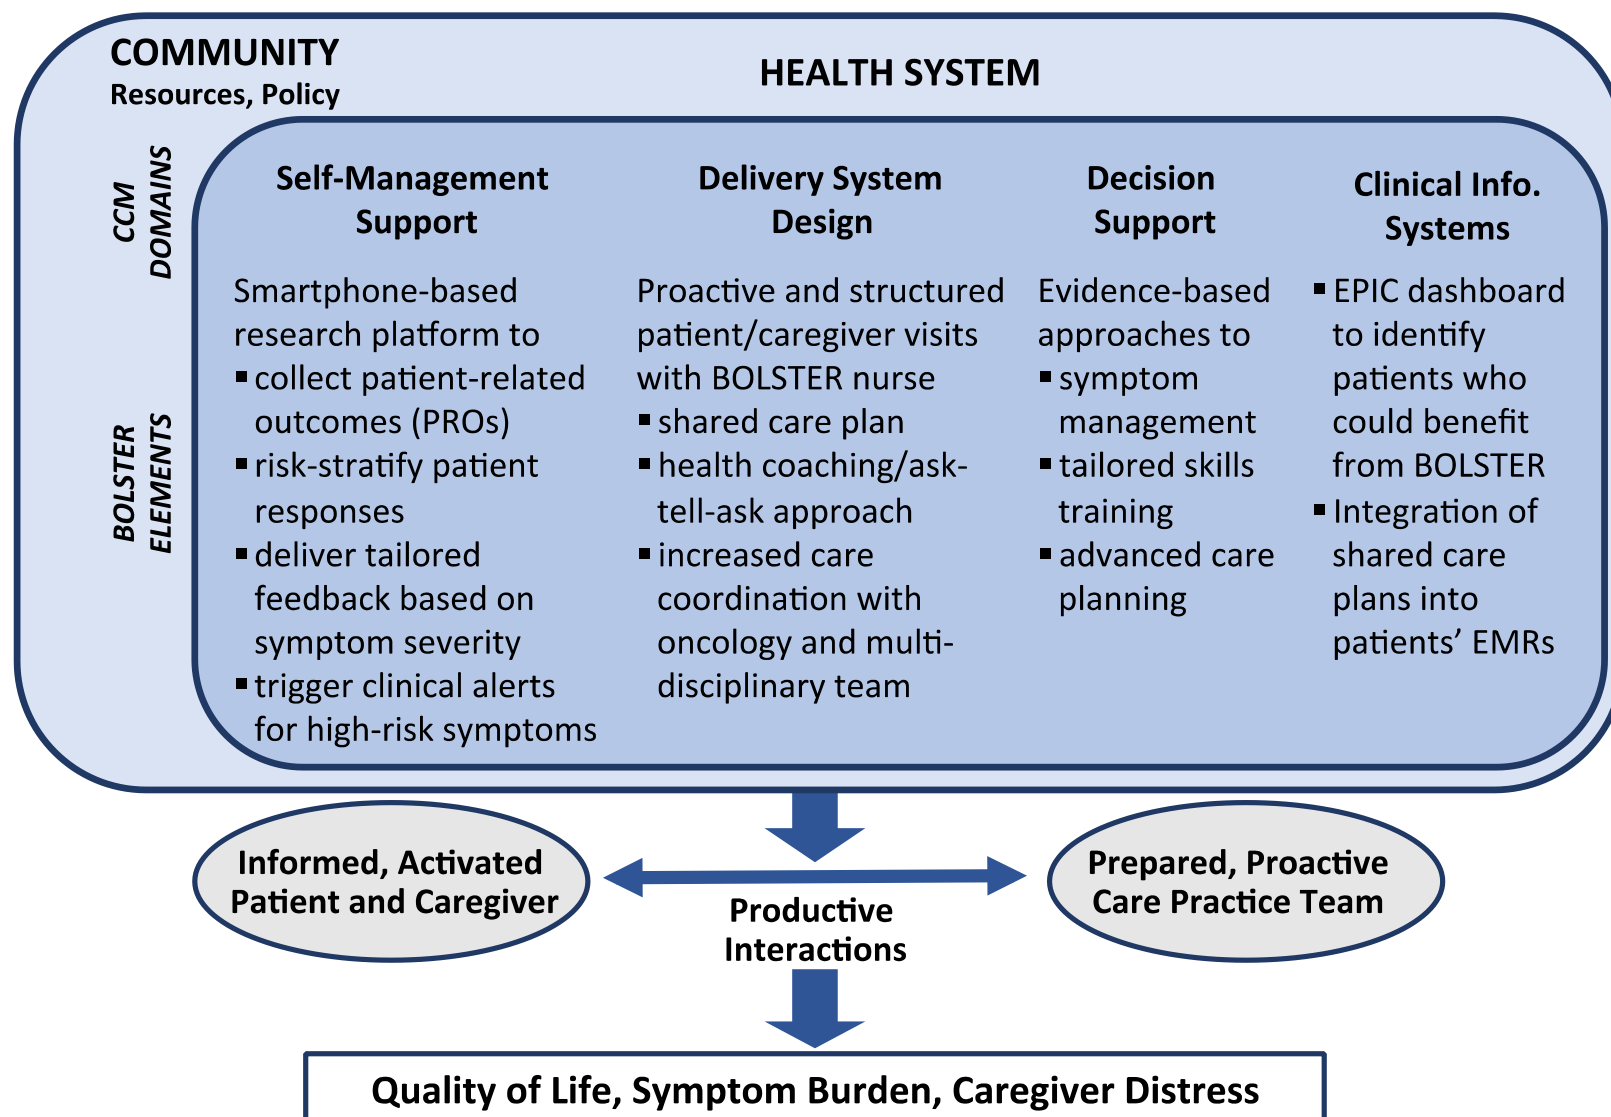 COMMUNITY
Resources, Policy
HEALTH SYSTEM
CCM
DOMAINS
Self-Management
Support
Delivery System
Design
Decision
Support
Clinical Info.
Systems
BOLSTER
ELEMENTS
Smartphone-based
research platform to
▪ collect patient-related
outcomes (PROs)
▪ risk-stratify patient
responses
▪ deliver tailored
feedback based on
symptom severity
▪ trigger clinical alerts
for high-risk symptoms
Proactive and structured
patient/caregiver visits
with BOLSTER nurse
▪ shared care plan
▪ health coaching/ask-
tell-ask approach
▪ increased care
coordination with
oncology and multi-
disciplinary team
Evidence-based
approaches to
▪ symptom
management
▪ tailored skills
training
▪ advanced care
planning
▪ EPIC dashboard
to identify
patients who
could benefit
from BOLSTER
▪ Integration of
shared care
plans into
patients’ EMRs
Informed, Activated
Patient and Caregiver
Productive
Interactions
Prepared, Proactive
Care Practice Team
Quality of Life, Symptom Burden, Caregiver Distress